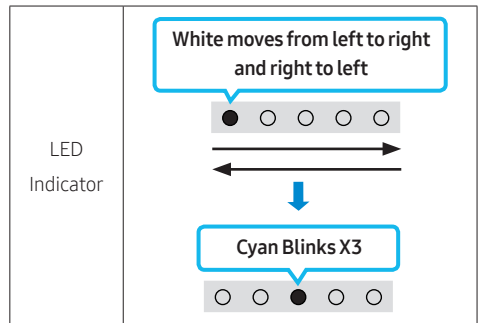 White moves from left to right
and right to left
LED
Indicator
Cyan Blinks X3